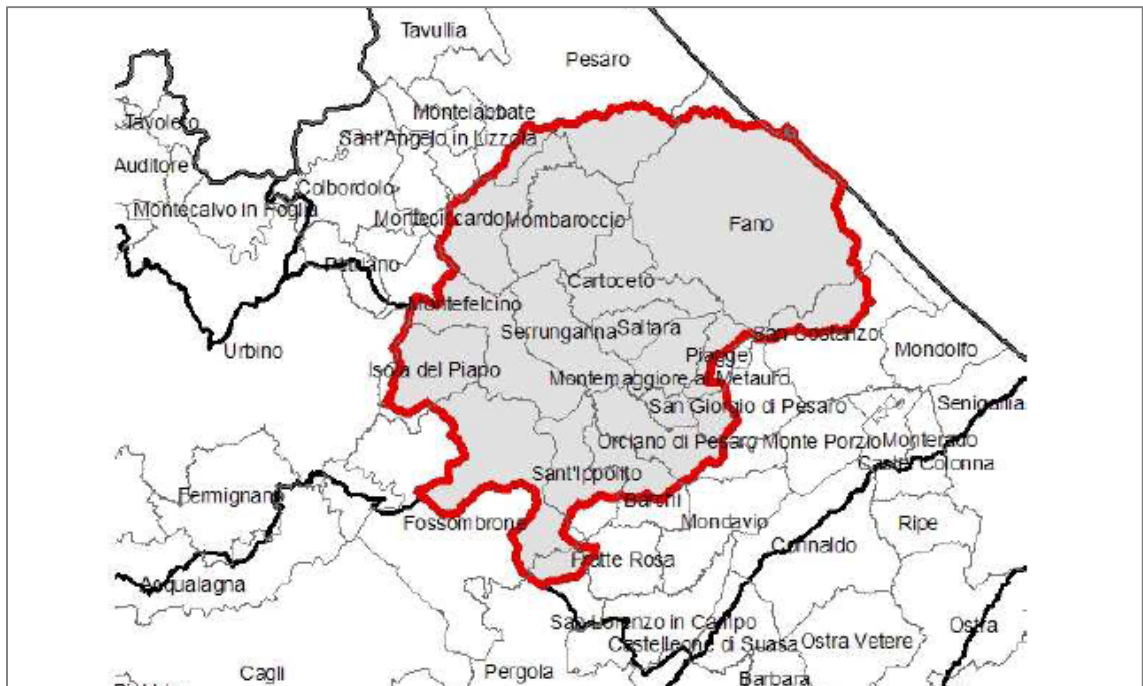 Tavullia
Pesaro
Montelabbate
Tavoleto
Sant'Angelo in Lizzola
Auditore
Colbordolo
Montecalvo in Foglia
Monteciccardo
Mombaroccio
Fano
Petriano
Cartoceto
Montefelcino
Serrungarina
Saltara
San Costanzo
Urbino
Mondolfo
Piagge
Isola del Piano
Montemaggiore al Metauro
San Giorgio di Pesaro
Senigallia
Orciano di Pesaro
Monte Porzio
Monterado
Castel Colonna
Sant'Ippolito
Fermignano
Barchi
Fossombrone
Mondavio
Ripe
Corinaldo
Fratte Rosa
Acqualagna
San Lorenzo in Campo
Ostra
Castelleone di Suasa
Ostra Vetere
Cagli
Pergola
Barbara